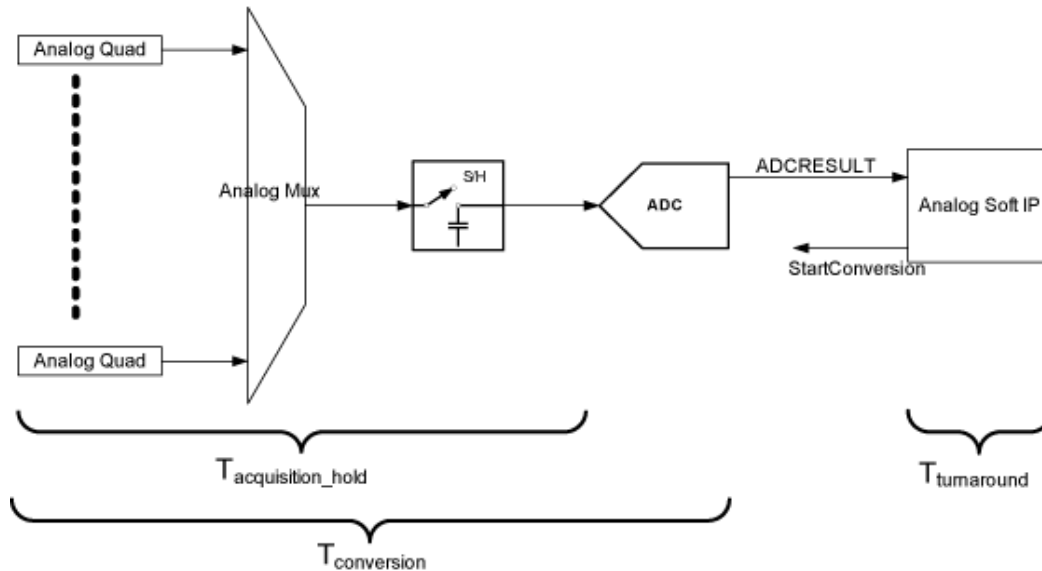 Analog Quad
Analog Mux
S/H
ADC
ADCRESULT
Analog Soft IP
StartConversion
Analog Quad
Tacquisition_hold
Tturnaround
Tconversion